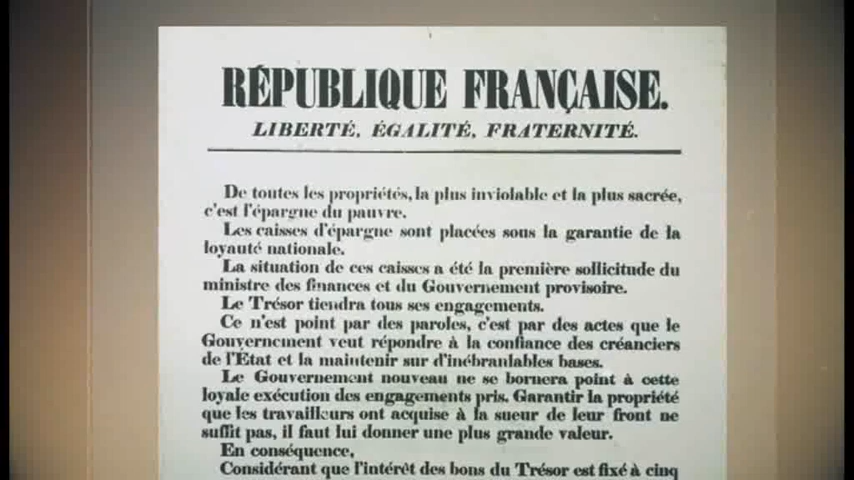 RÉPUBLIQUE FRANÇAISE.
LIBERTÉ, ÉGALITÉ, FRATERNITÉ.
De toutes les propriétés, la plus inviolable et la plus sacrée,
c'est l'épargne du pauvre.
Les caisses d'épargne sont placées sous la garantie de la
loyauté nationale.
La situation de ces caisses a été la première sollicitude du
ministre des finances et du Gouvernement provisoire.
Le Trésor tiendra tous ses engagements.
Ce n'est point par des paroles, c'est par des actes que le
Gouvernement veut répondre à la confiance des créanciers
de l'État et la maintenir sur d'inébranlables bases.
Le Gouvernement nouveau ne se bornera point à cette
loyale exécution des engagements pris. Garantir la propriété
que les travailleurs ont acquise à la sueur de leur front ne
suffit pas, il faut lui donner une plus grande valeur.
En conséquence,
Considérant que l'intérêt des bons du Trésor est fixé à cinq